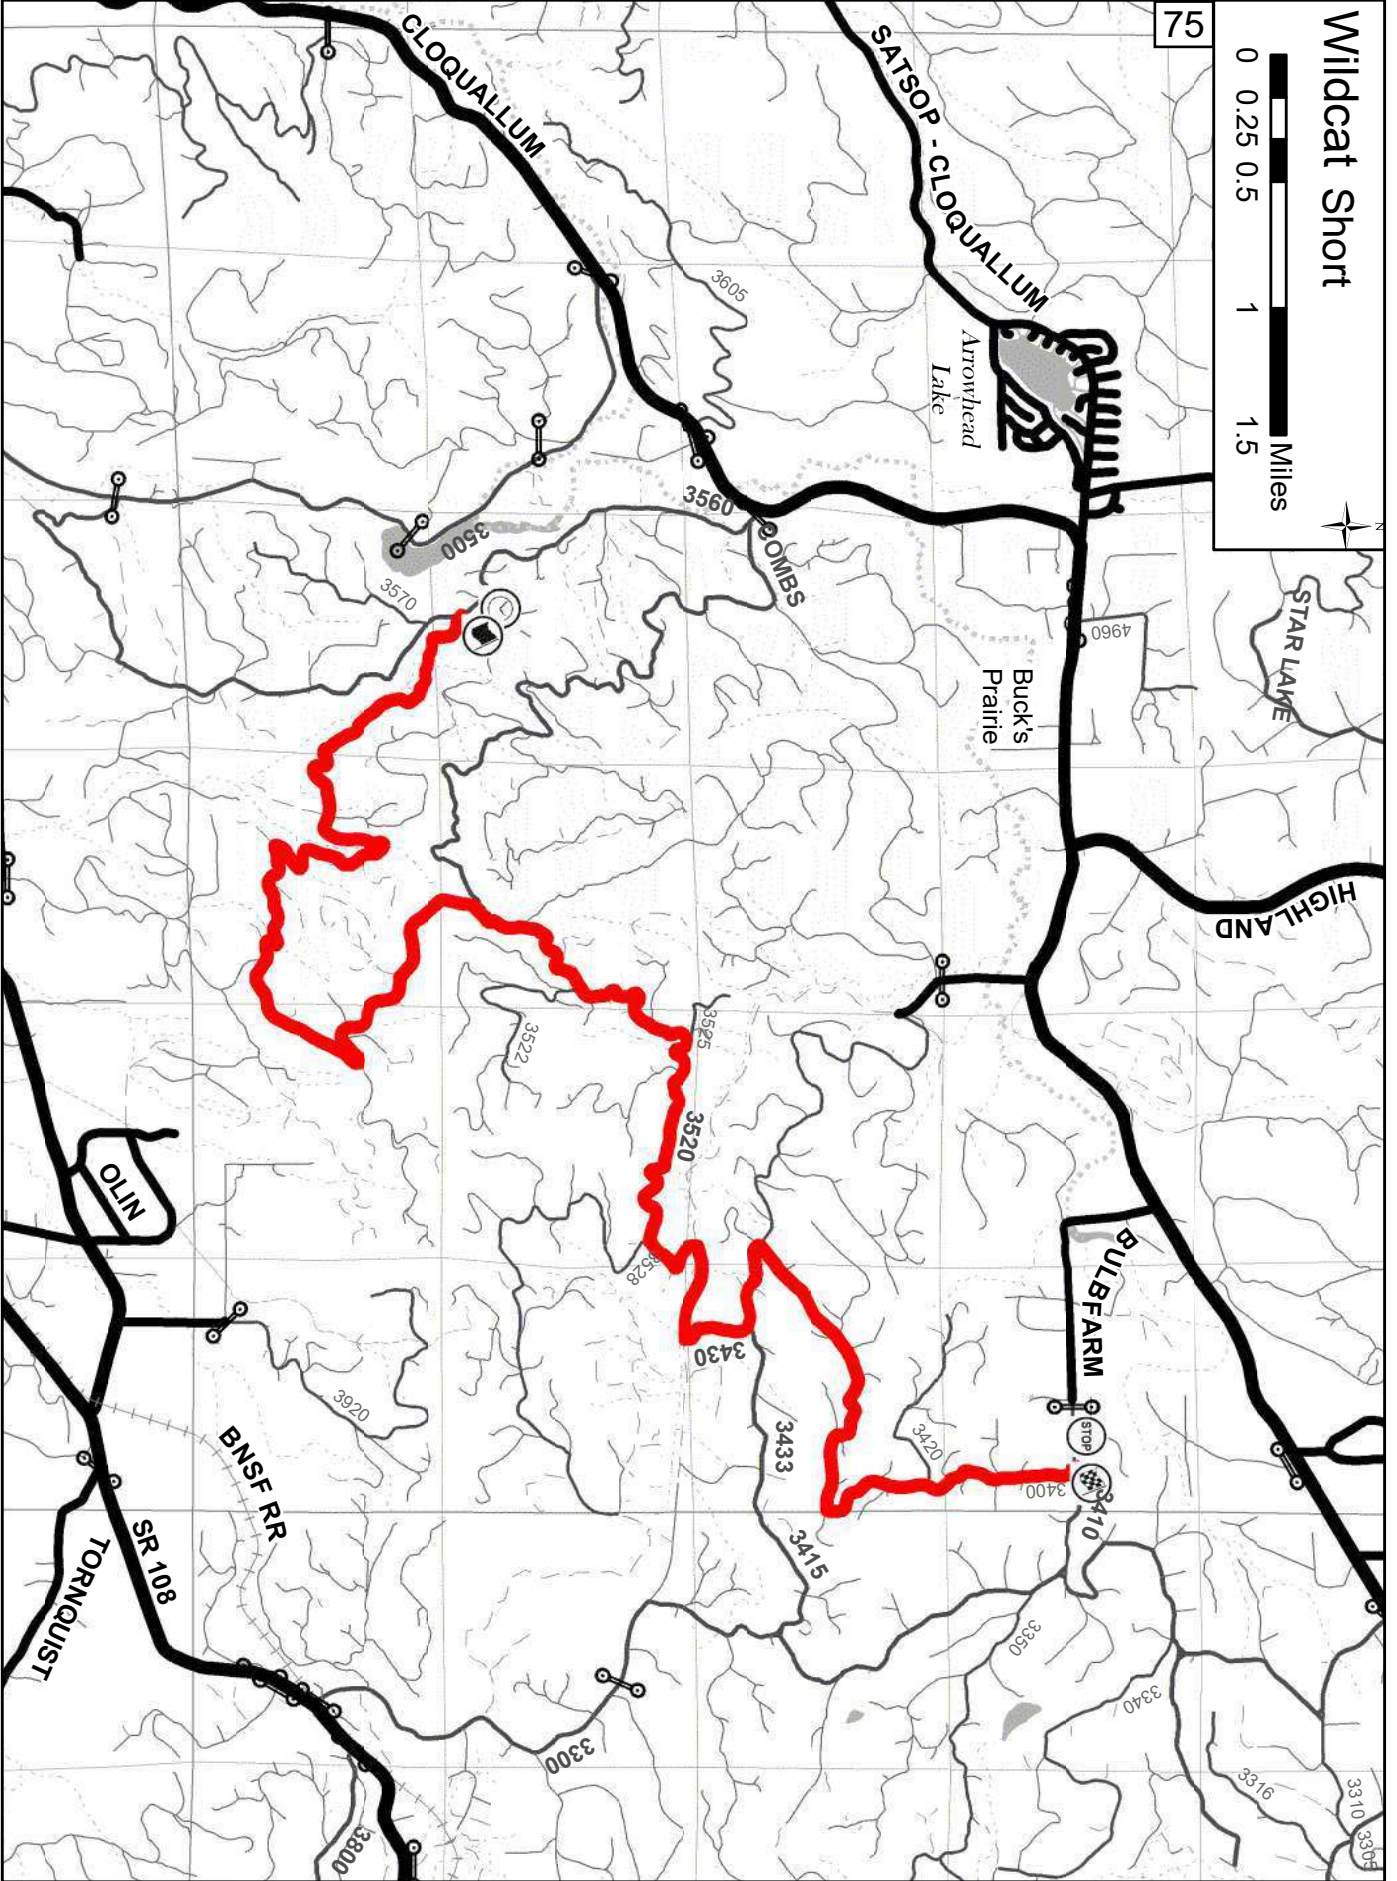 Wildcat Short
0 0.25 0.5 1 1.5
Miles
N
75
CLOQUALLUM
SATSOP - CLOQUALLUM
3605
Arrowhead
Lake
STAR LAKE
3560
COMBS
3500
3570
4960
Buck's
Prairie
HIGHLAND
3522
3525
3520
OLIN
3528
BULBFARM
3430
3920
3433
3420
STOP
3400
3410
BNSF RR
SR 108
TORNQUIST
3415
3350
3340
3300
3316
3310
3305
3800